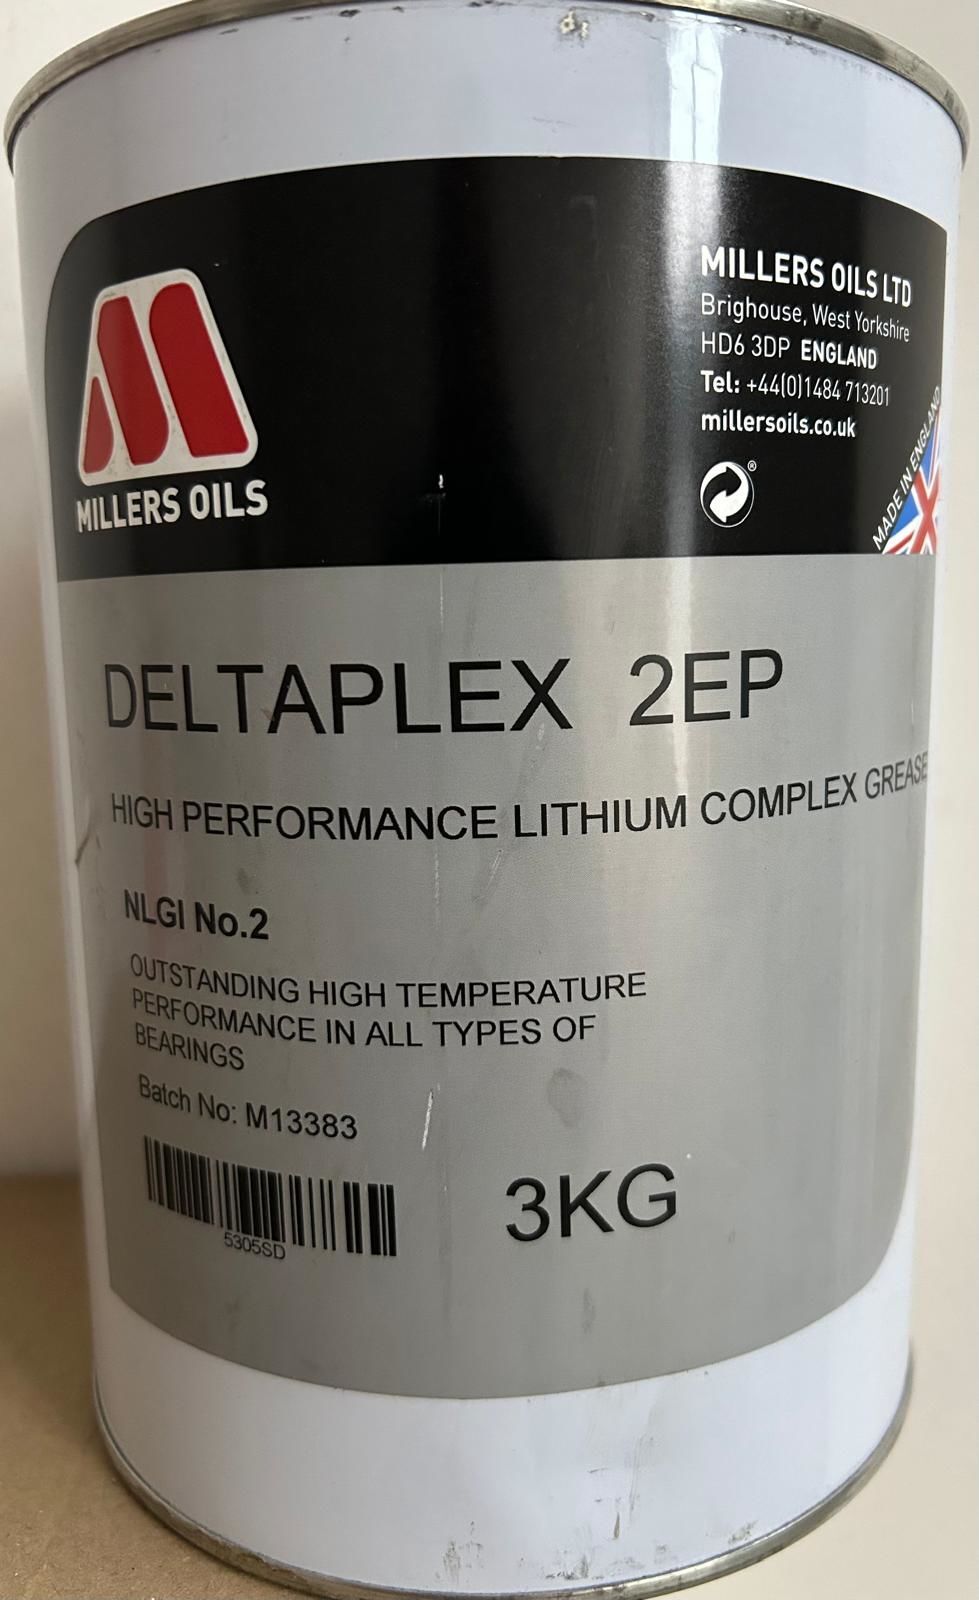 MILLERS OILS
MILLERS OILS LTD
Brighouse, West Yorkshire
HD6 3DP ENGLAND
Tel: +44(0)1484 713201
millersoils.co.uk
®
MADE IN ENGLAND
DELTAPLEX 2EP
HIGH PERFORMANCE LITHIUM COMPLEX GREASE
NLGI No.2
OUTSTANDING HIGH TEMPERATURE
PERFORMANCE IN ALL TYPES OF
BEARINGS
Batch No: M13383
5305SD
3KG